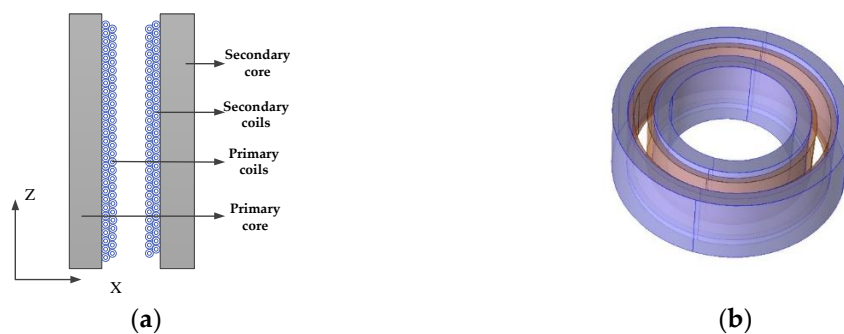 Secondary
core
Secondary
coils
Primary
coils
Primary
core
Z
X
(a)
(b)